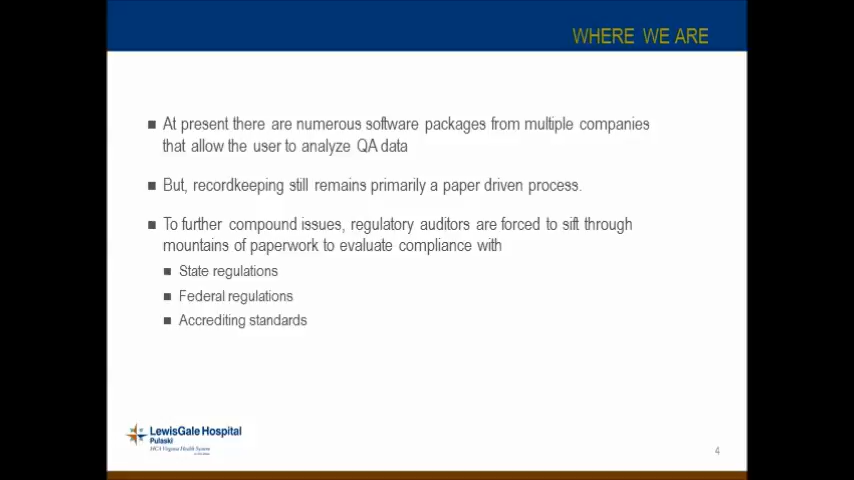 WHERE WE ARE
At present there are numerous software packages from multiple companies
that allow the user to analyze QA data
But, recordkeeping still remains primarily a paper driven process.
To further compound issues, regulatory auditors are forced to sift through
mountains of paperwork to evaluate compliance with
State regulations
Federal regulations
Accrediting standards
LewisGale Hospital
Pulaski
HCA Virginia Health System
4